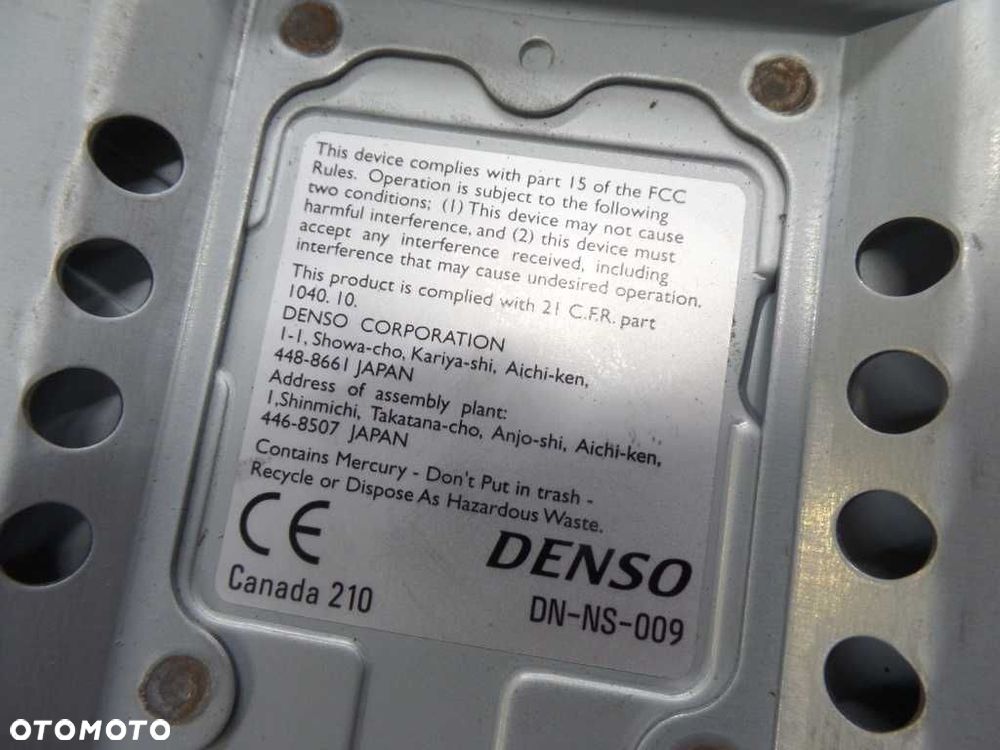 This device complies with part 15 of the FCC
Rules. Operation is subject to the following
two conditions; (1) This device may not cause
harmful interference, and (2) this device must
accept any interference received, including
interference that may cause undesired operation.
This product is complied with 21 C.F.R. part
1040. 10.
DENSO CORPORATION
1-1, Showa-cho, Kariya-shi, Aichi-ken,
448-8661 JAPAN
Address of assembly plant:
1,Shinmichi, Takatana-cho, Anjo-shi, Aichi-ken,
446-8507 JAPAN
Contains Mercury - Don't Put in trash -
Recycle or Dispose As Hazardous Waste.
CE
DENSO
Canada 210
DN-NS-009
OTOMOTO